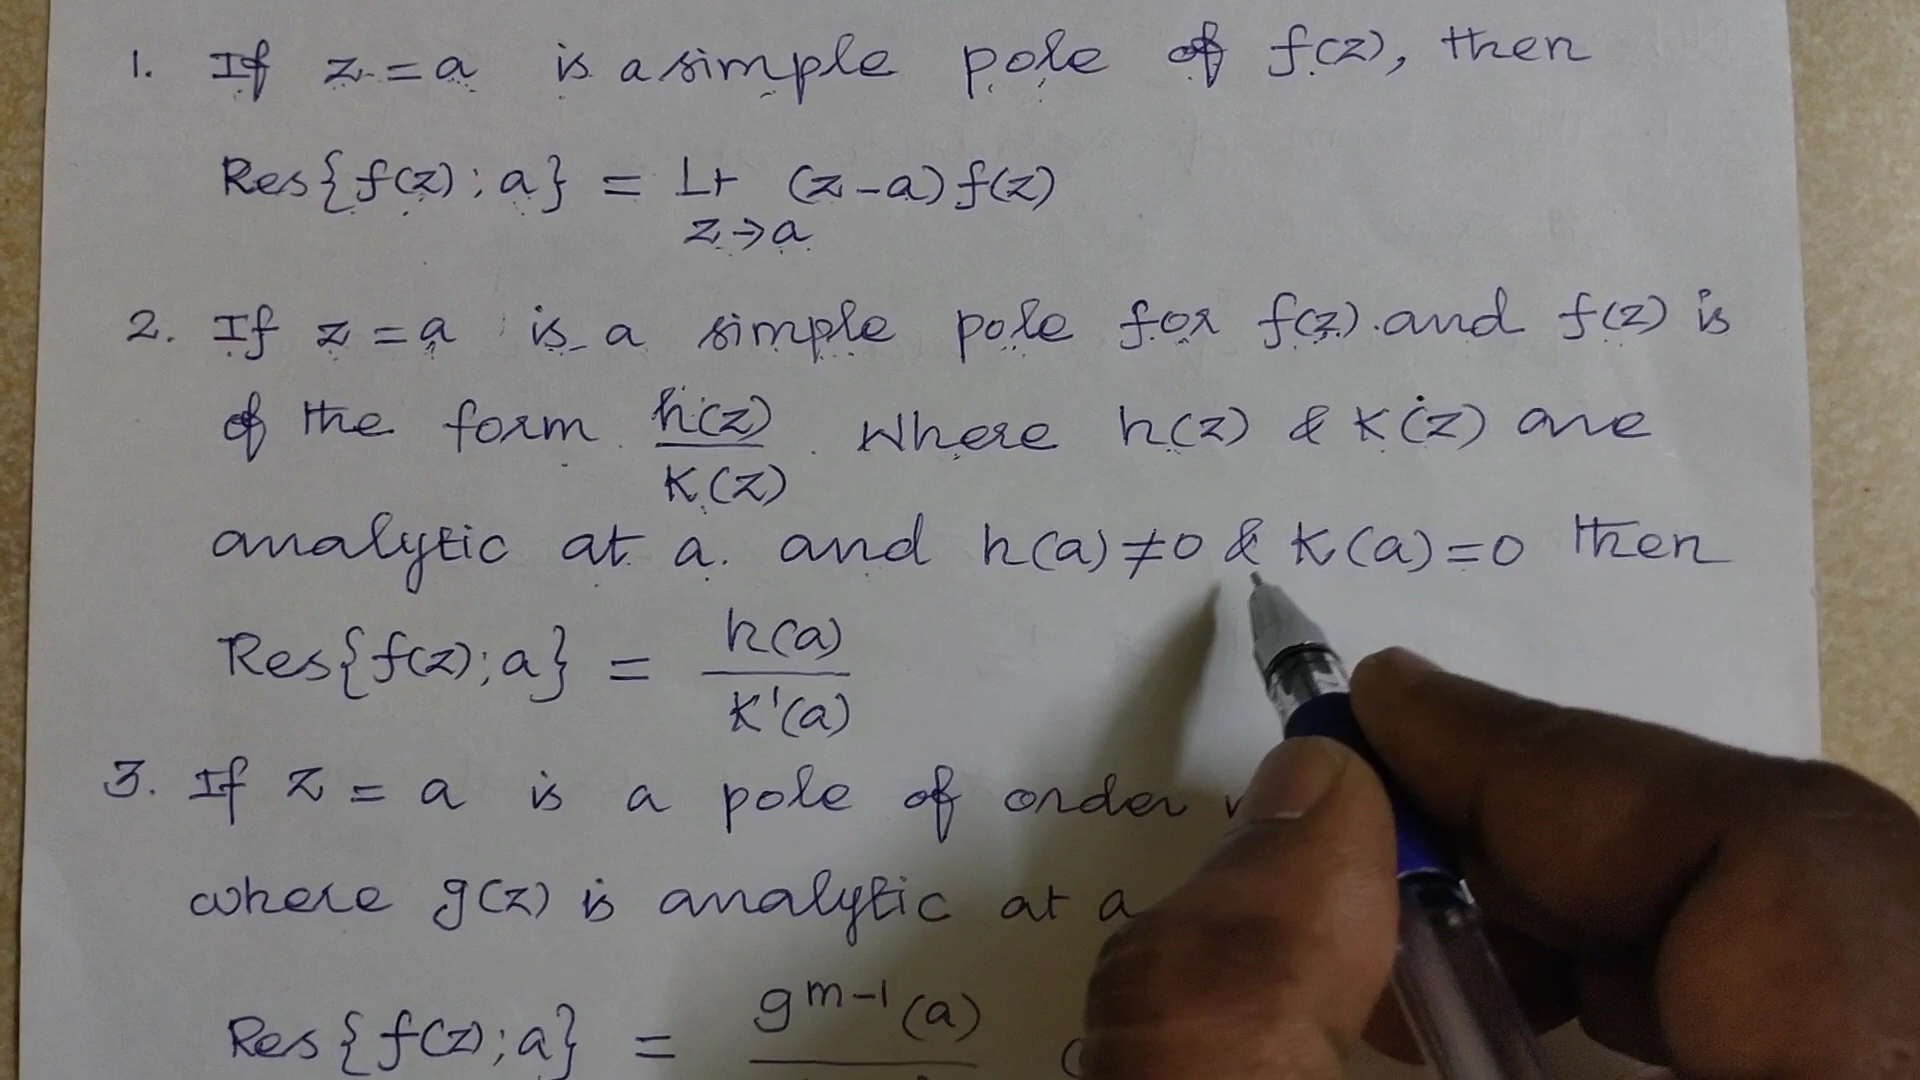 1. If z = a is a simple pole of f(z), then
Res{f(z); a} = Lt (z-a) f(z)
z→a
2. If z = a is a simple pole for f(z) and f(z) is
of the form h(z)/K(z) where h(z) & K(z) are
analytic at a. and h(a)≠0 & K(a)=0 then
Res{f(z); a} = h(a)/K'(a)
3. If z = a is a pole of order
where g(z) is analytic at a
Res{f(z); a} = g^{m-1}(a)